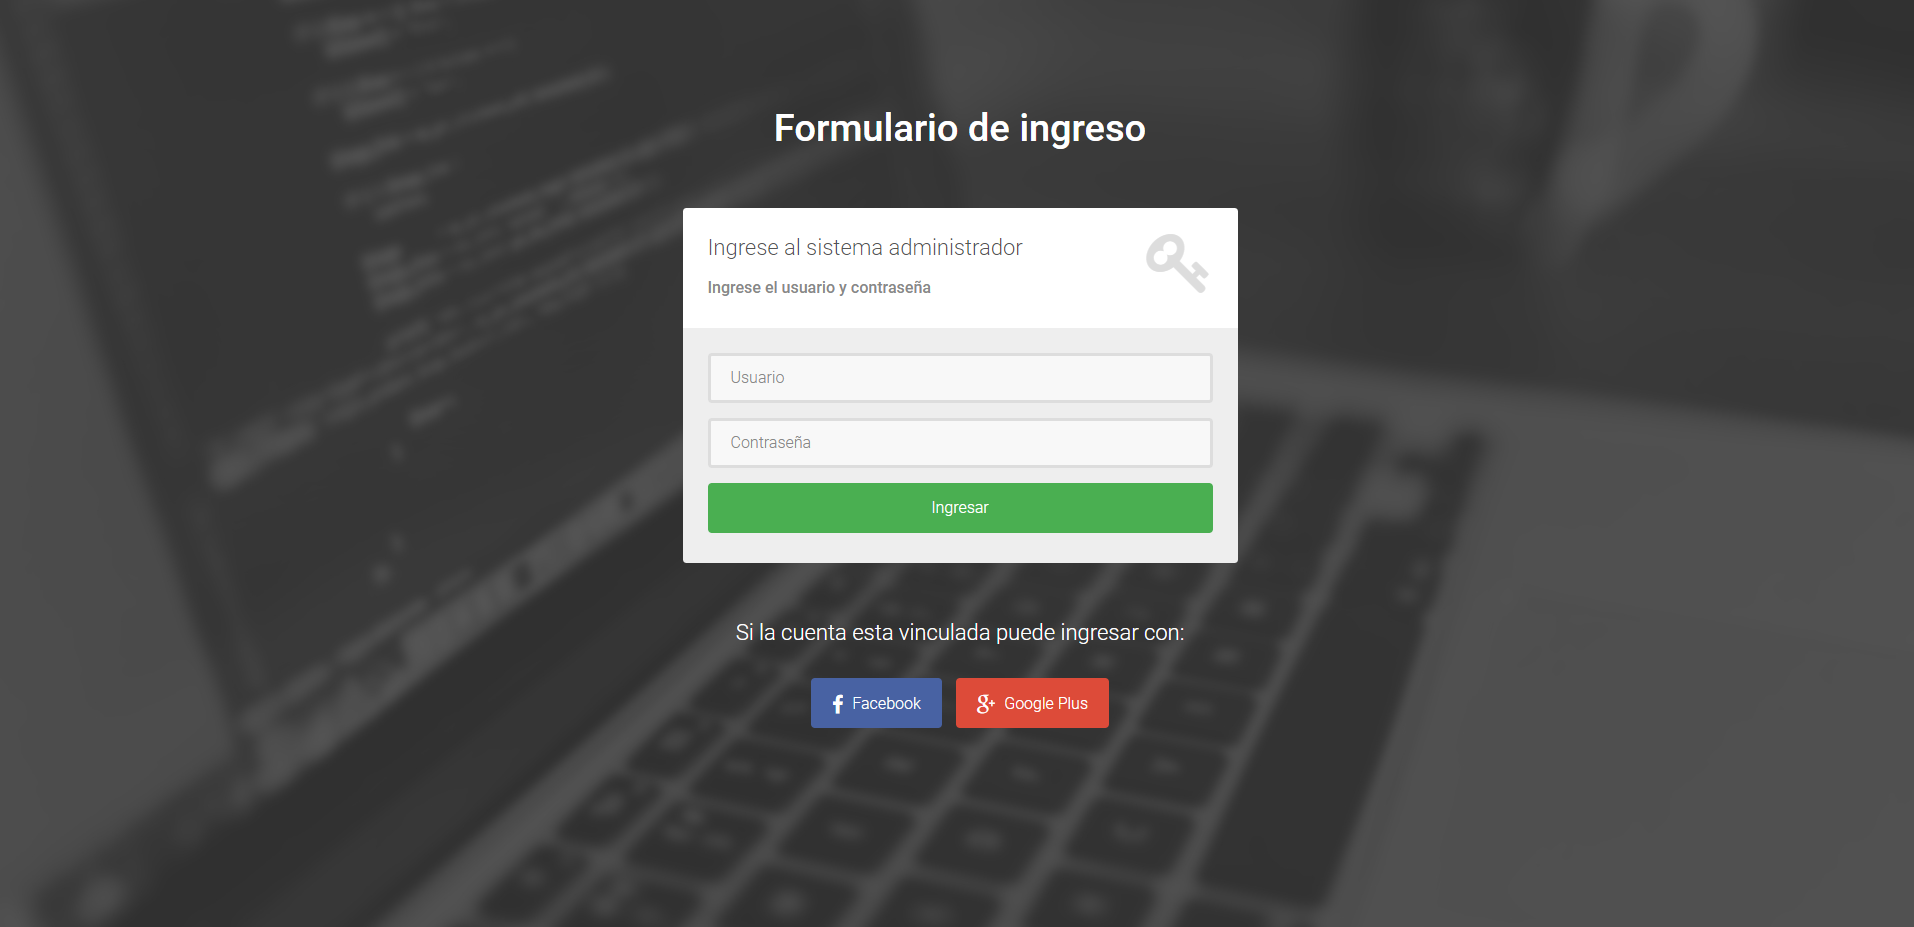 Formulario de ingreso
Ingrese al sistema administrador
Ingrese el usuario y contraseña
Usuario
Contraseña
Ingresar
Si la cuenta esta vinculada puede ingresar con:
Facebook
Google Plus